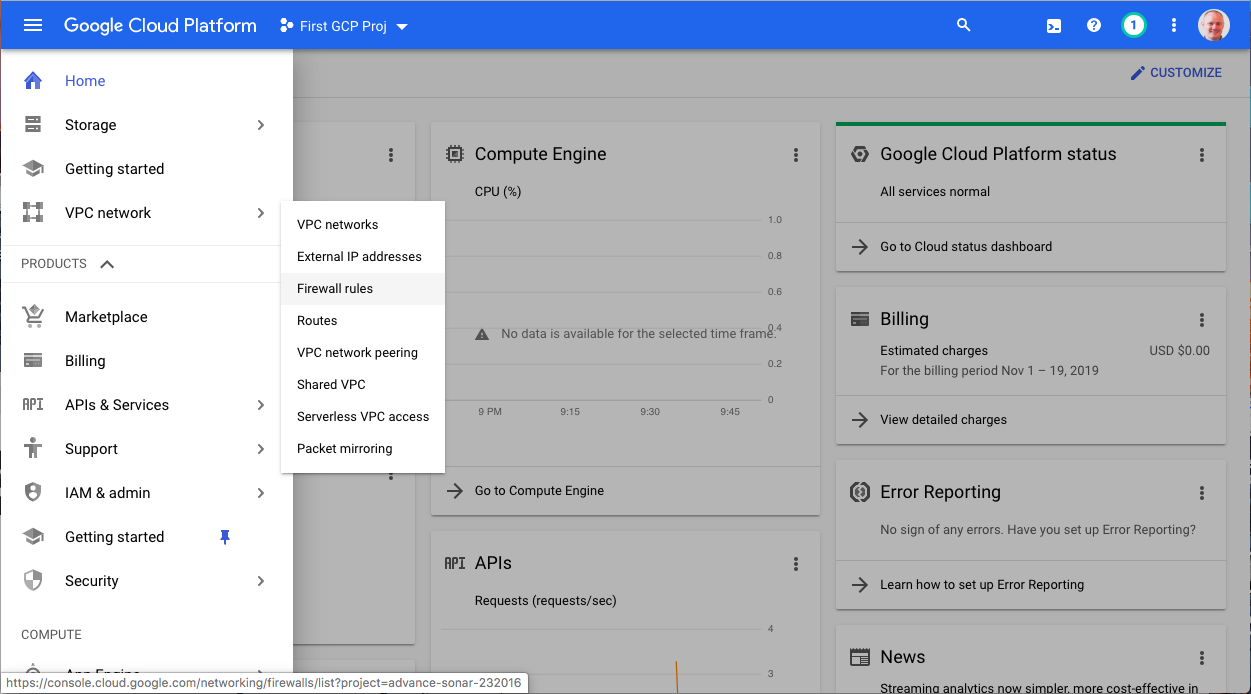 Google Cloud Platform
First GCP Proj
1
CUSTOMIZE
Home
Storage
Getting started
VPC network
PRODUCTS
Marketplace
Billing
API
APIs & Services
Support
IAM & admin
Getting started
Security
COMPUTE
App Engine
VPC networks
External IP addresses
Firewall rules
Routes
VPC network peering
Shared VPC
Serverless VPC access
Packet mirroring
Compute Engine
CPU (%)
1.0
0.8
0.6
0.4
No data is available for the selected time frame.
0.2
0
9 PM
9:15
9:30
9:45
Go to Compute Engine
API
APIs
Requests (requests/sec)
4
3
Google Cloud Platform status
All services normal
Go to Cloud status dashboard
Billing
Estimated charges
USD $0.00
For the billing period Nov 1 – 19, 2019
View detailed charges
Error Reporting
No sign of any errors. Have you set up Error Reporting?
Learn how to set up Error Reporting
News
Streaming analytics now simpler, more cost-effective in
https://console.cloud.google.com/networking/firewalls/list?project=advance-sonar-232016